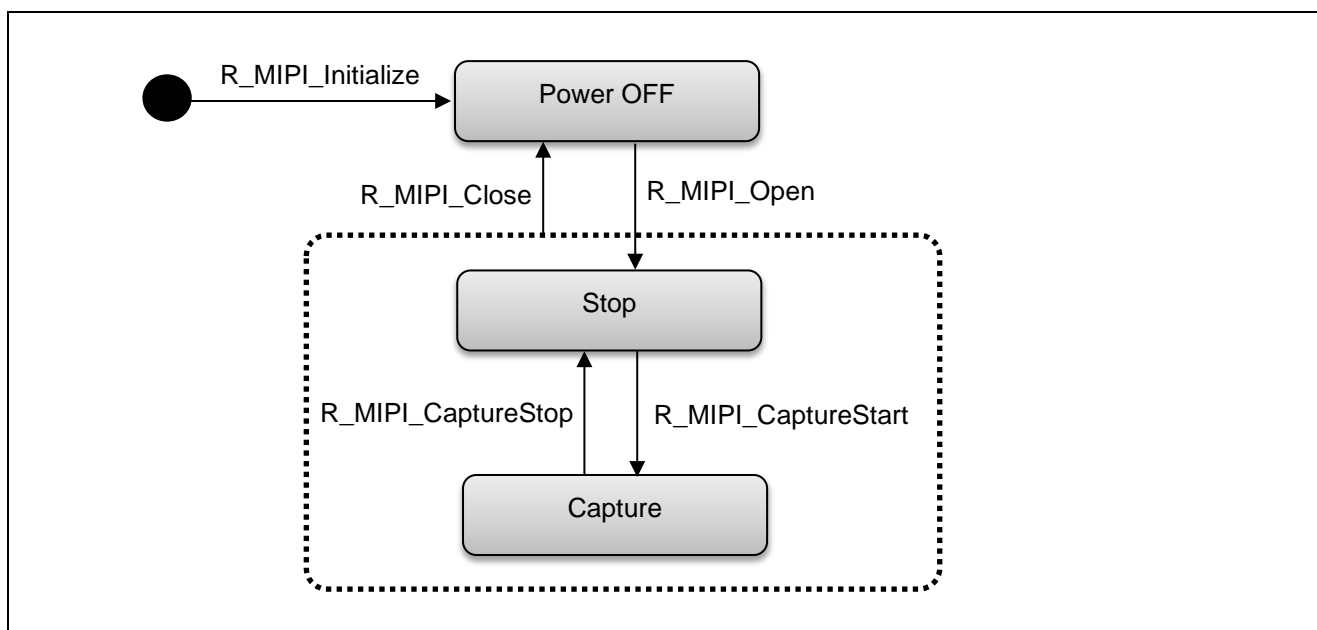 R_MIPI_Initialize
Power OFF
R_MIPI_Close
R_MIPI_Open
Stop
R_MIPI_CaptureStop
R_MIPI_CaptureStart
Capture